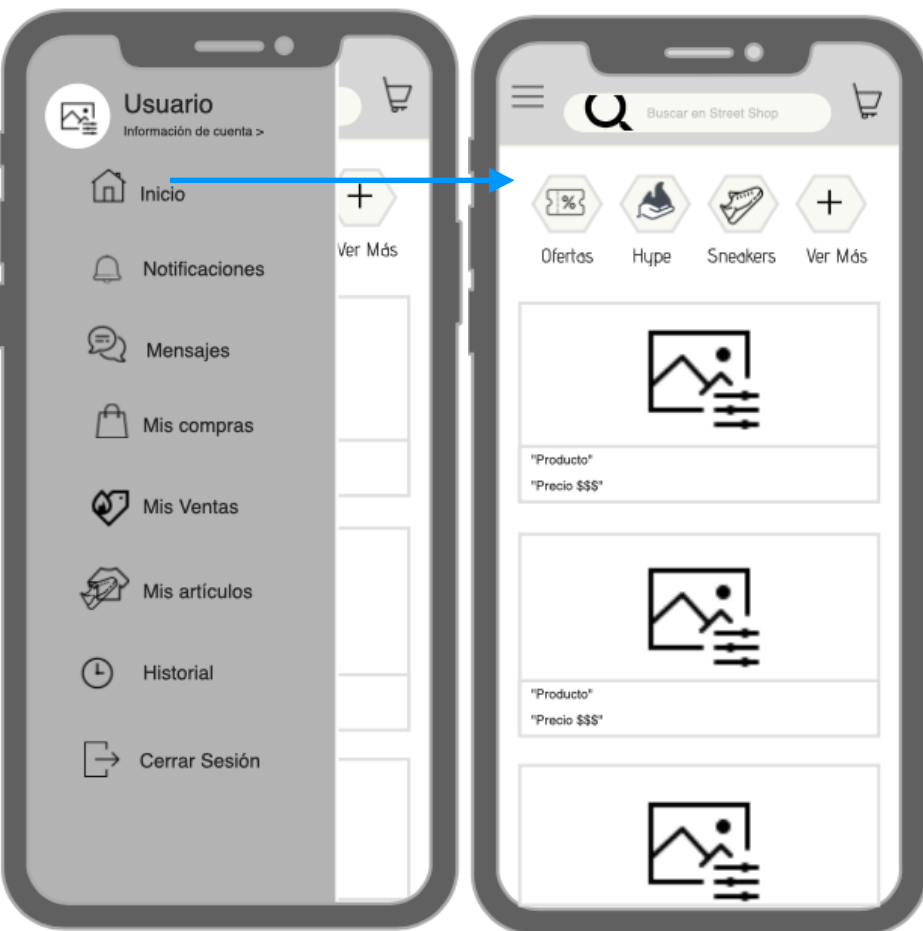 Usuario
Información de cuenta >
Inicio
Notificaciones
Mensajes
Mis compras
Mis Ventas
Mis artículos
Historial
Cerrar Sesión
Ver Más
Buscar en Street Shop
%
Ofertas
Hype
Sneakers
Ver Más
"Producto"
"Precio $$$"
"Producto"
"Precio $$$"